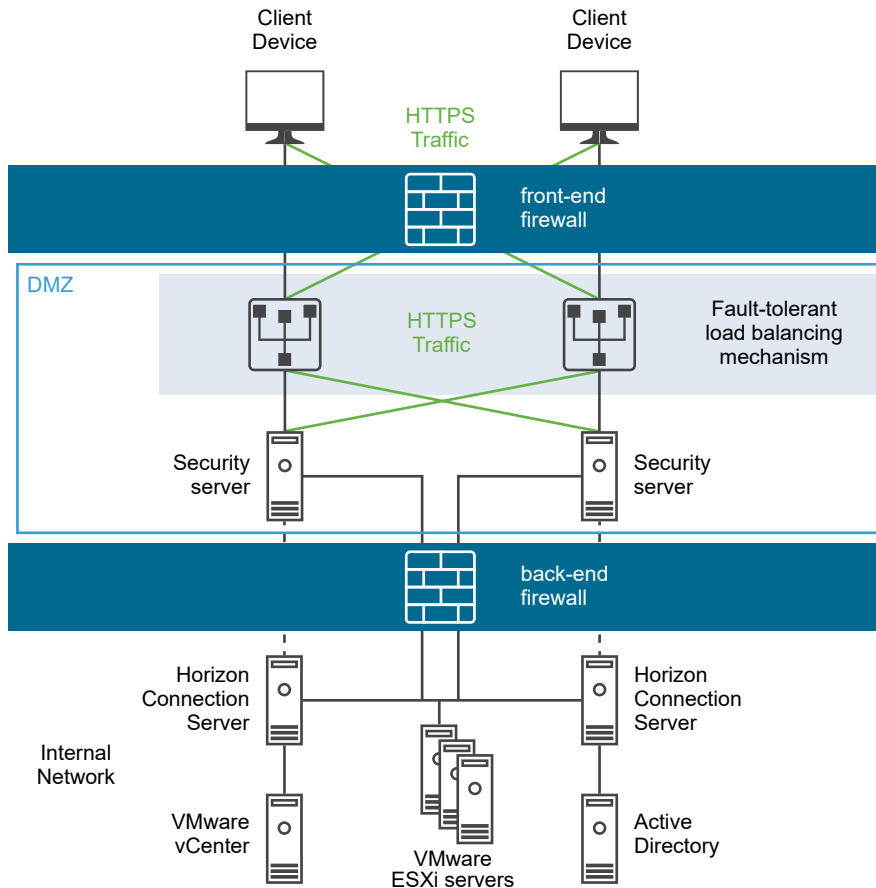 Client
Device
Client
Device
HTTPS
Traffic
front-end
firewall
DMZ
HTTPS
Traffic
Fault-tolerant
load balancing
mechanism
Security
server
Security
server
back-end
firewall
Horizon
Connection
Server
Horizon
Connection
Server
Internal
Network
VMware
vCenter
VMware
ESXi servers
Active
Directory